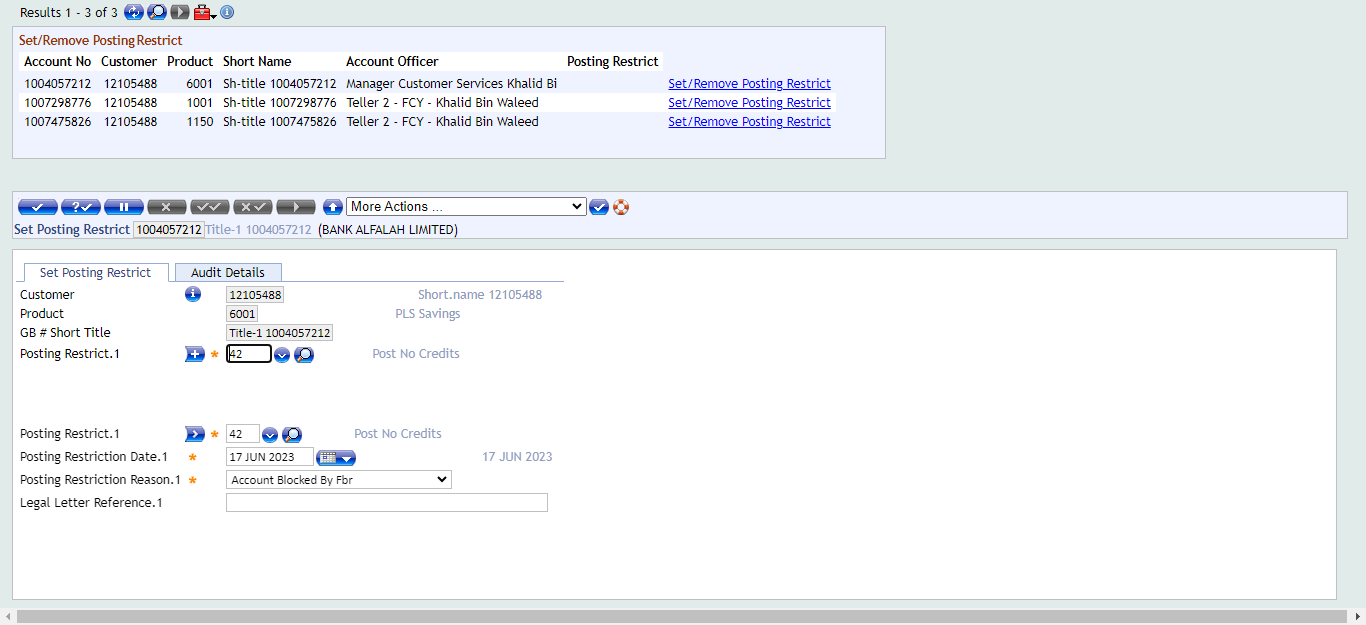 Results 1 - 3 of 3
Set/Remove Posting Restrict
Account No Customer Product Short Name Account Officer Posting Restrict
1004057212 12105488 6001 Sh-title 1004057212 Manager Customer Services Khalid Bi Set/Remove Posting Restrict
1007298776 12105488 1001 Sh-title 1007298776 Teller 2 - FCY - Khalid Bin Waleed Set/Remove Posting Restrict
1007475826 12105488 1150 Sh-title 1007475826 Teller 2 - FCY - Khalid Bin Waleed Set/Remove Posting Restrict
More Actions ...
Set Posting Restrict 1004057212 Title-1 1004057212 (BANK ALFALAH LIMITED)
Set Posting Restrict Audit Details
Customer 12105488 Short.name 12105488
Product 6001 PLS Savings
GB # Short Title Title-1 1004057212
Posting Restrict.1 * 42 Post No Credits
Posting Restrict.1 * 42 Post No Credits
Posting Restriction Date.1 * 17 JUN 2023 17 JUN 2023
Posting Restriction Reason.1 * Account Blocked By Fbr
Legal Letter Reference.1